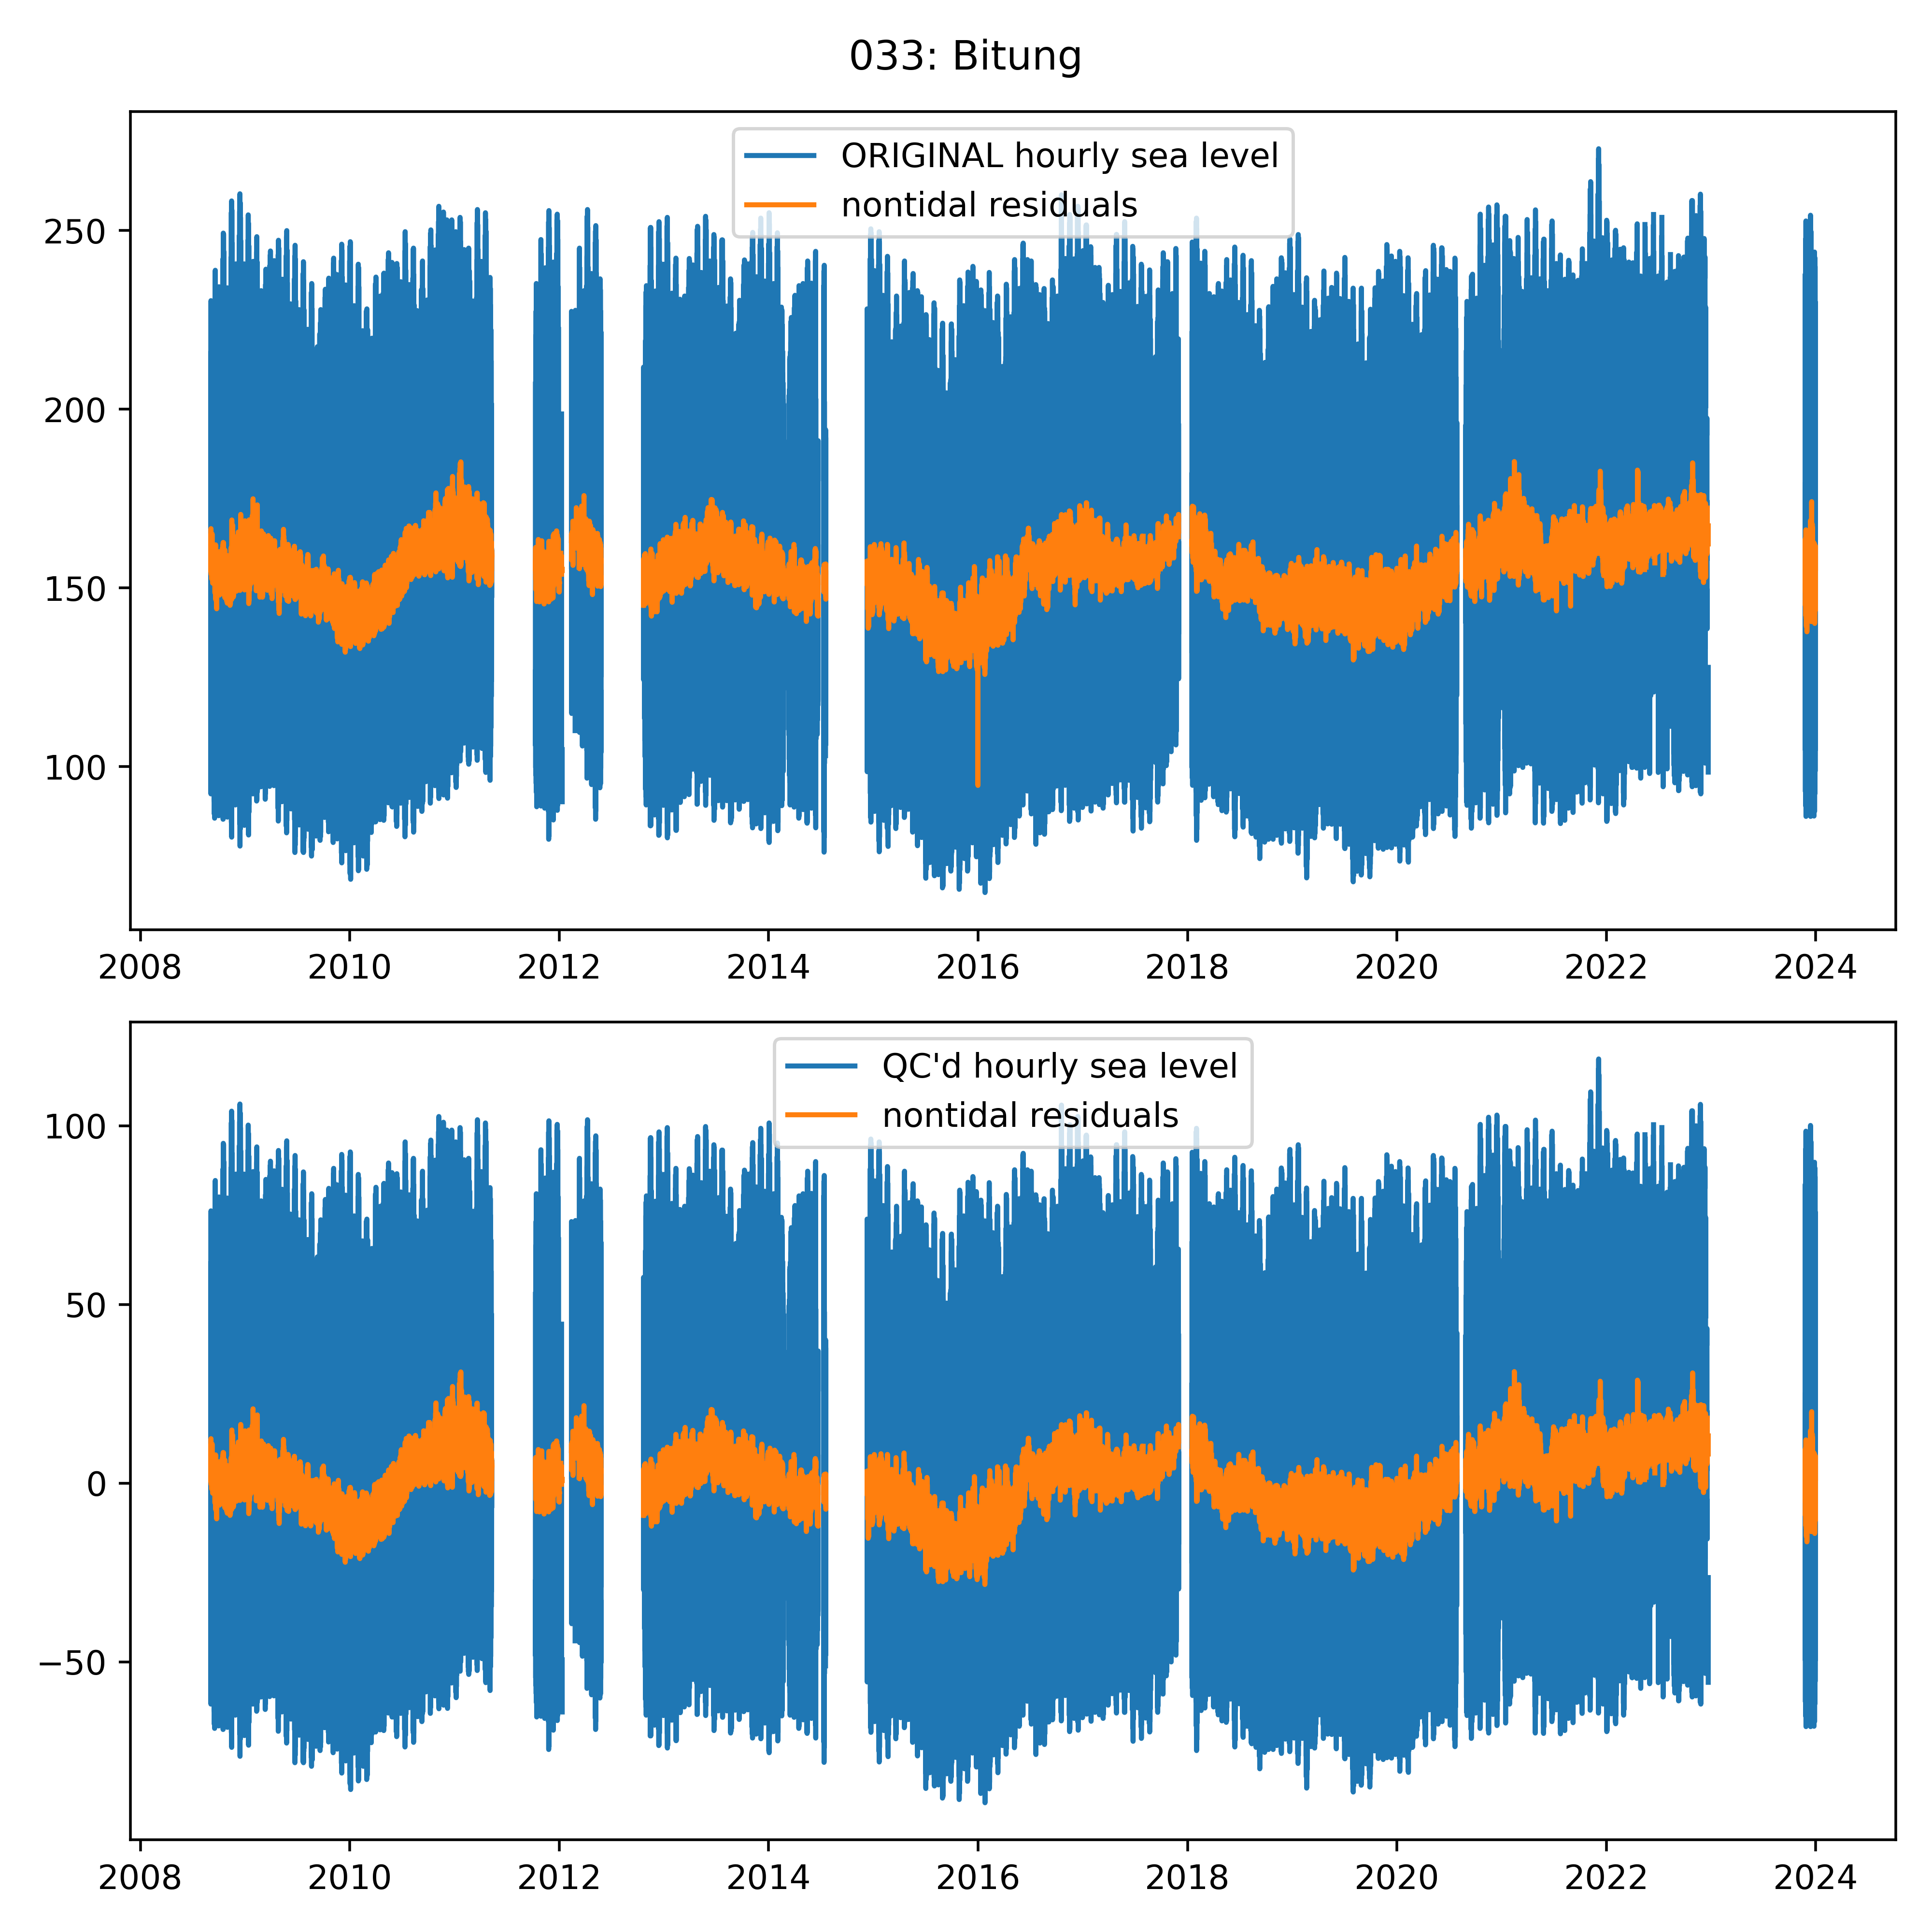 033: Bitung
ORIGINAL hourly sea level
nontidal residuals
250
200
150
100
2008 2010 2012 2014 2016 2018 2020 2022 2024
QC'd hourly sea level
nontidal residuals
100
50
0
−50
2008 2010 2012 2014 2016 2018 2020 2022 2024